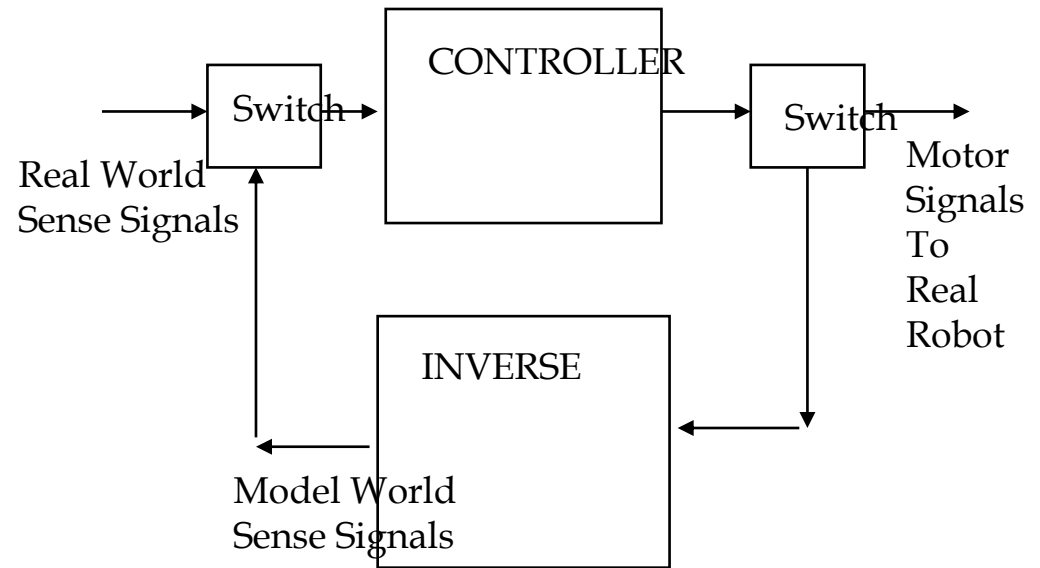 CONTROLLER
Switch
Switch
Real World
Sense Signals
Motor
Signals
To
Real
Robot
INVERSE
Model World
Sense Signals